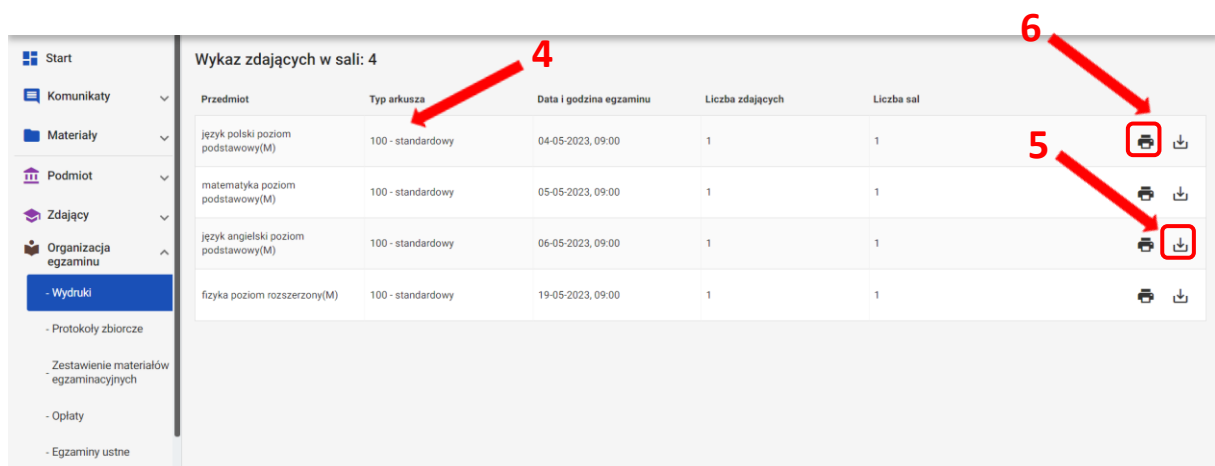 6
Start
Wykaz zdających w sali: 4
4
Komunikaty
Przedmiot Typ arkusza Data i godzina egzaminu Liczba zdających Liczba sal
Materiały
język polski poziom
podstawowy(M)
100 - standardowy 04-05-2023, 09:00 1 1
5
Podmiot
matematyka poziom
podstawowy(M)
100 - standardowy 05-05-2023, 09:00 1 1
Zdający
język angielski poziom
podstawowy(M)
100 - standardowy 06-05-2023, 09:00 1 1
Organizacja
egzaminu
- Wydruki
fizyka poziom rozszerzony(M) 100 - standardowy 19-05-2023, 09:00 1 1
- Protokoły zbiorcze
- Zestawienie materiałów
egzaminacyjnych
- Opłaty
- Egzaminy ustne